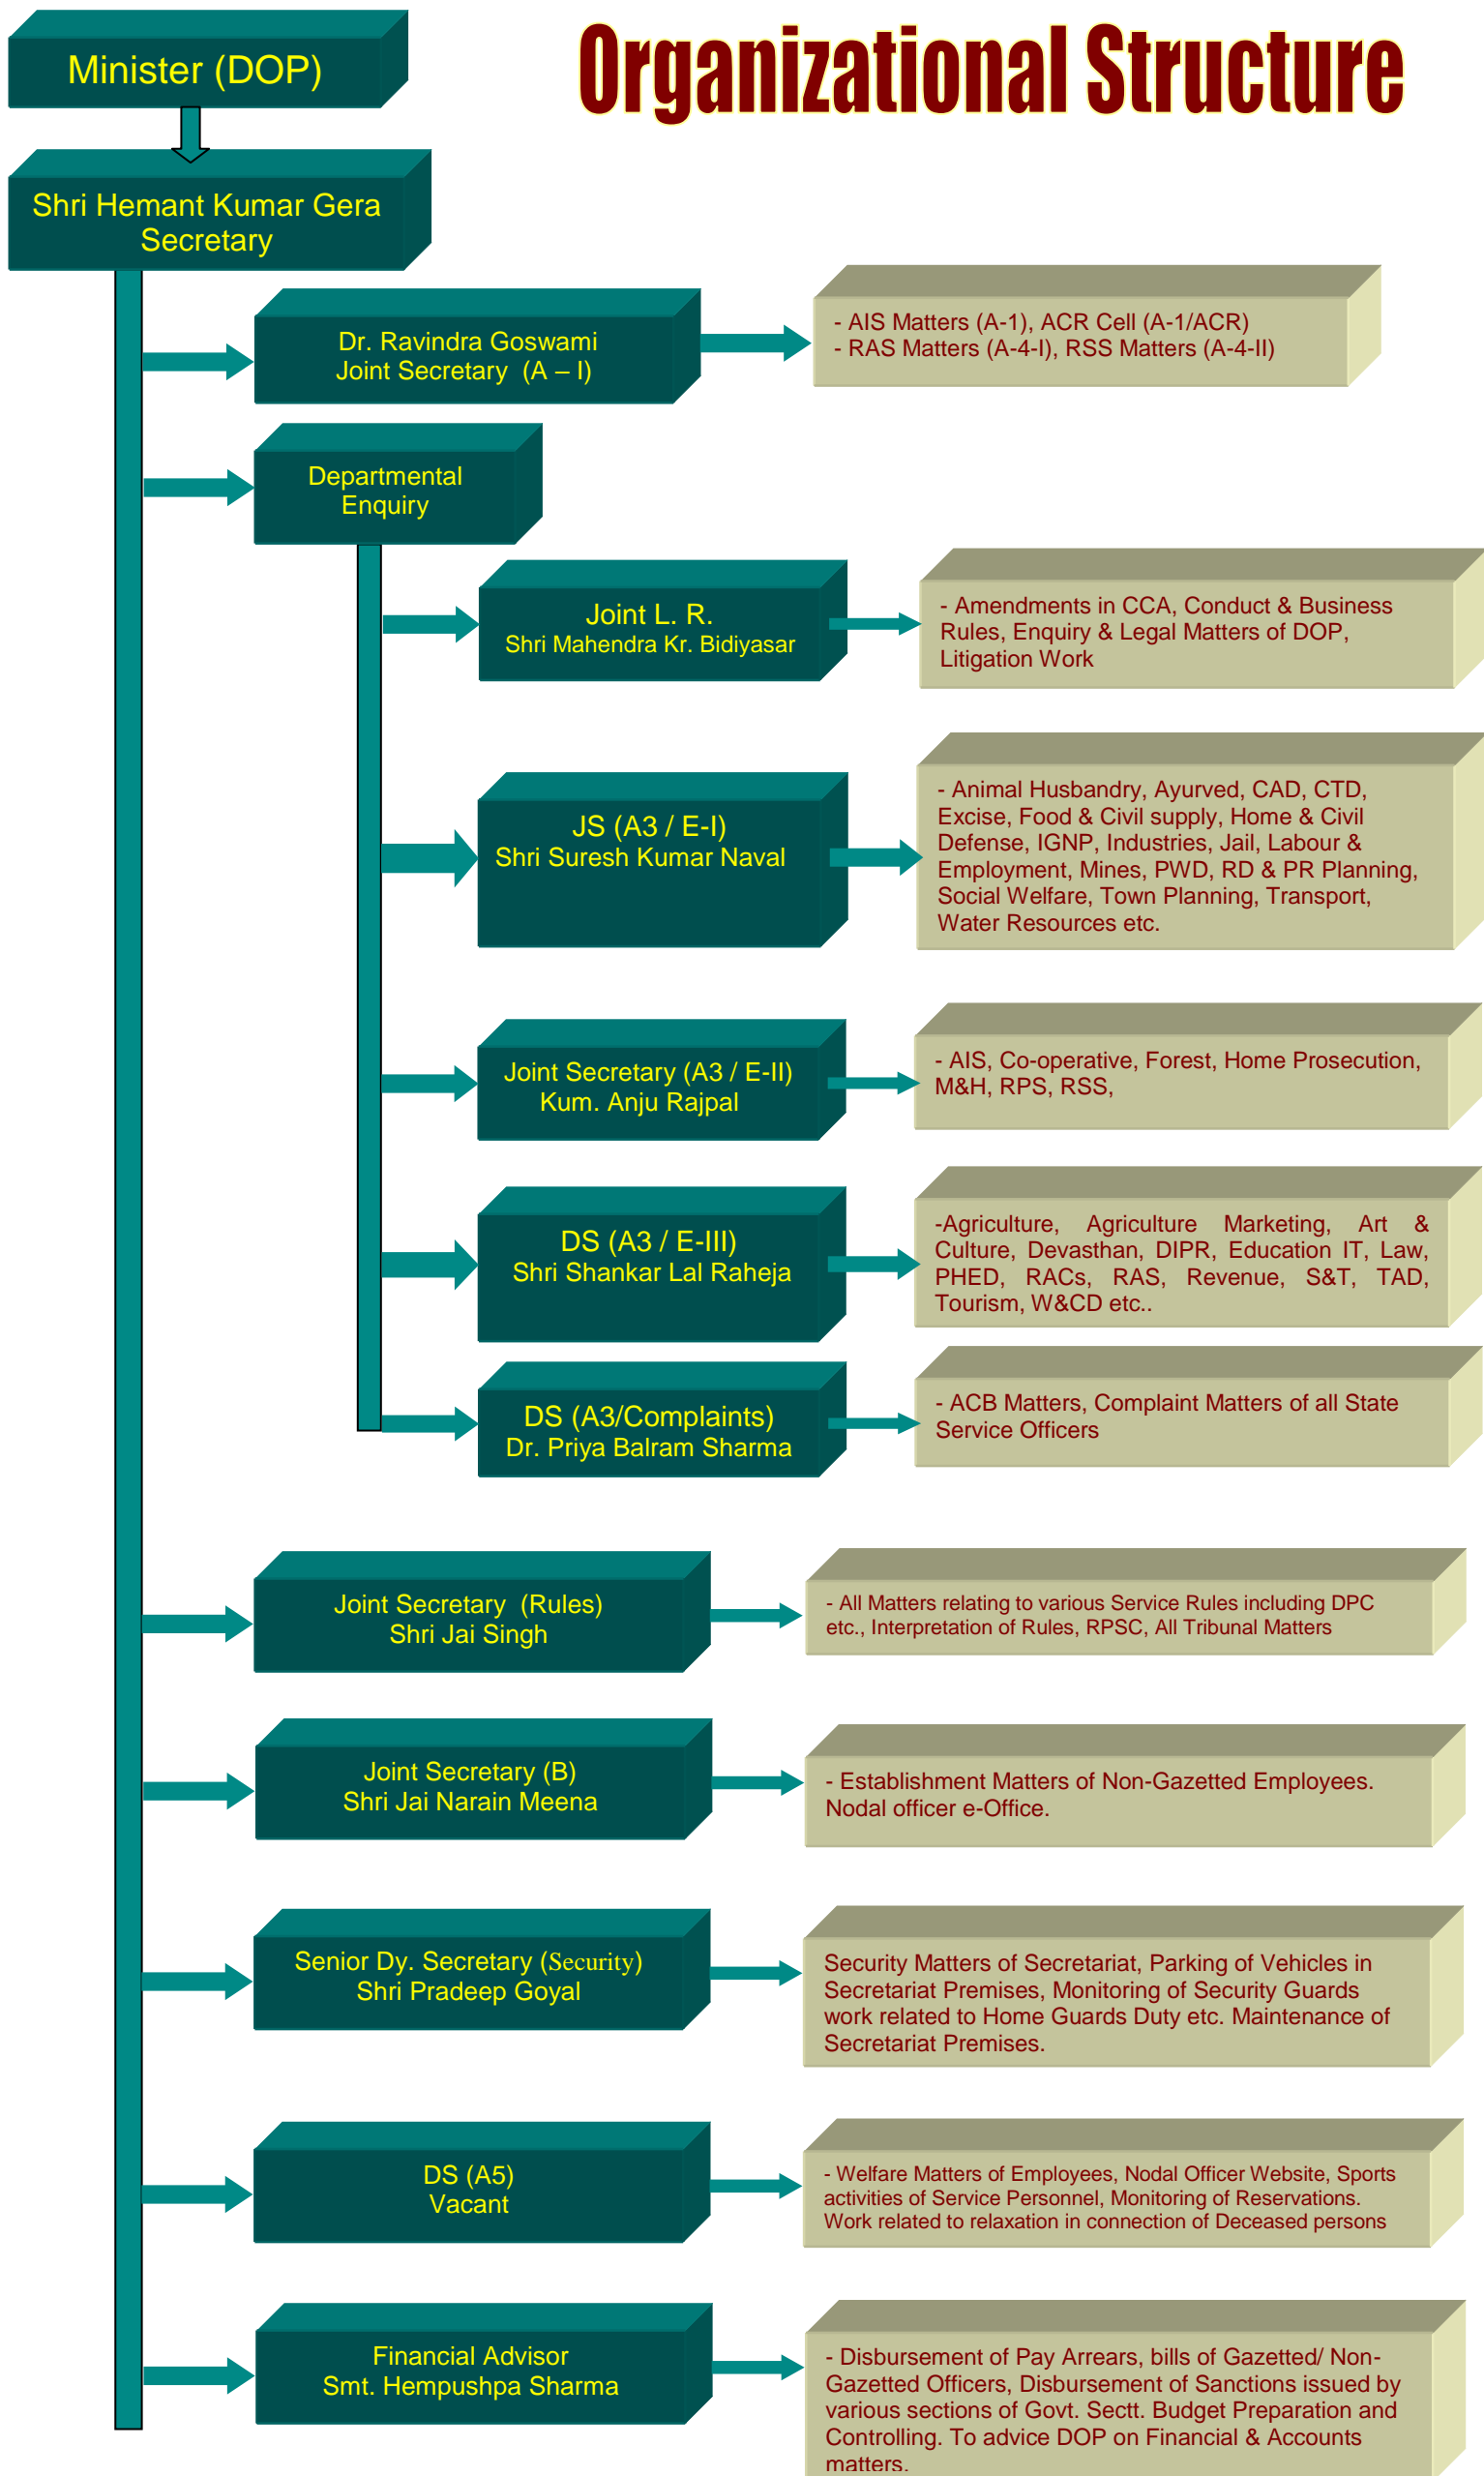 Organizational Structure
Minister (DOP)
Shri Hemant Kumar Gera
Secretary
Dr. Ravindra Goswami
Joint Secretary (A – I)
- AIS Matters (A-1), ACR Cell (A-1/ACR)
- RAS Matters (A-4-I), RSS Matters (A-4-II)
Departmental
Enquiry
Joint L. R.
Shri Mahendra Kr. Bidiyasar
- Amendments in CCA, Conduct & Business
Rules, Enquiry & Legal Matters of DOP,
Litigation Work
JS (A3 / E-I)
Shri Suresh Kumar Naval
- Animal Husbandry, Ayurved, CAD, CTD,
Excise, Food & Civil supply, Home & Civil
Defense, IGNP, Industries, Jail, Labour &
Employment, Mines, PWD, RD & PR Planning,
Social Welfare, Town Planning, Transport,
Water Resources etc.
Joint Secretary (A3 / E-II)
Kum. Anju Rajpal
- AIS, Co-operative, Forest, Home Prosecution,
M&H, RPS, RSS,
DS (A3 / E-III)
Shri Shankar Lal Raheja
-Agriculture, Agriculture Marketing, Art &
Culture, Devasthan, DIPR, Education IT, Law,
PHED, RACs, RAS, Revenue, S&T, TAD,
Tourism, W&CD etc..
DS (A3/Complaints)
Dr. Priya Balram Sharma
- ACB Matters, Complaint Matters of all State
Service Officers
Joint Secretary (Rules)
Shri Jai Singh
- All Matters relating to various Service Rules including DPC
etc., Interpretation of Rules, RPSC, All Tribunal Matters
Joint Secretary (B)
Shri Jai Narain Meena
- Establishment Matters of Non-Gazetted Employees.
Nodal officer e-Office.
Senior Dy. Secretary (Security)
Shri Pradeep Goyal
Security Matters of Secretariat, Parking of Vehicles in
Secretariat Premises, Monitoring of Security Guards
work related to Home Guards Duty etc. Maintenance of
Secretariat Premises.
DS (A5)
Vacant
- Welfare Matters of Employees, Nodal Officer Website, Sports
activities of Service Personnel, Monitoring of Reservations.
Work related to relaxation in connection of Deceased persons
Financial Advisor
Smt. Hempushpa Sharma
- Disbursement of Pay Arrears, bills of Gazetted/ Non-
Gazetted Officers, Disbursement of Sanctions issued by
various sections of Govt. Sectt. Budget Preparation and
Controlling. To advice DOP on Financial & Accounts
matters.